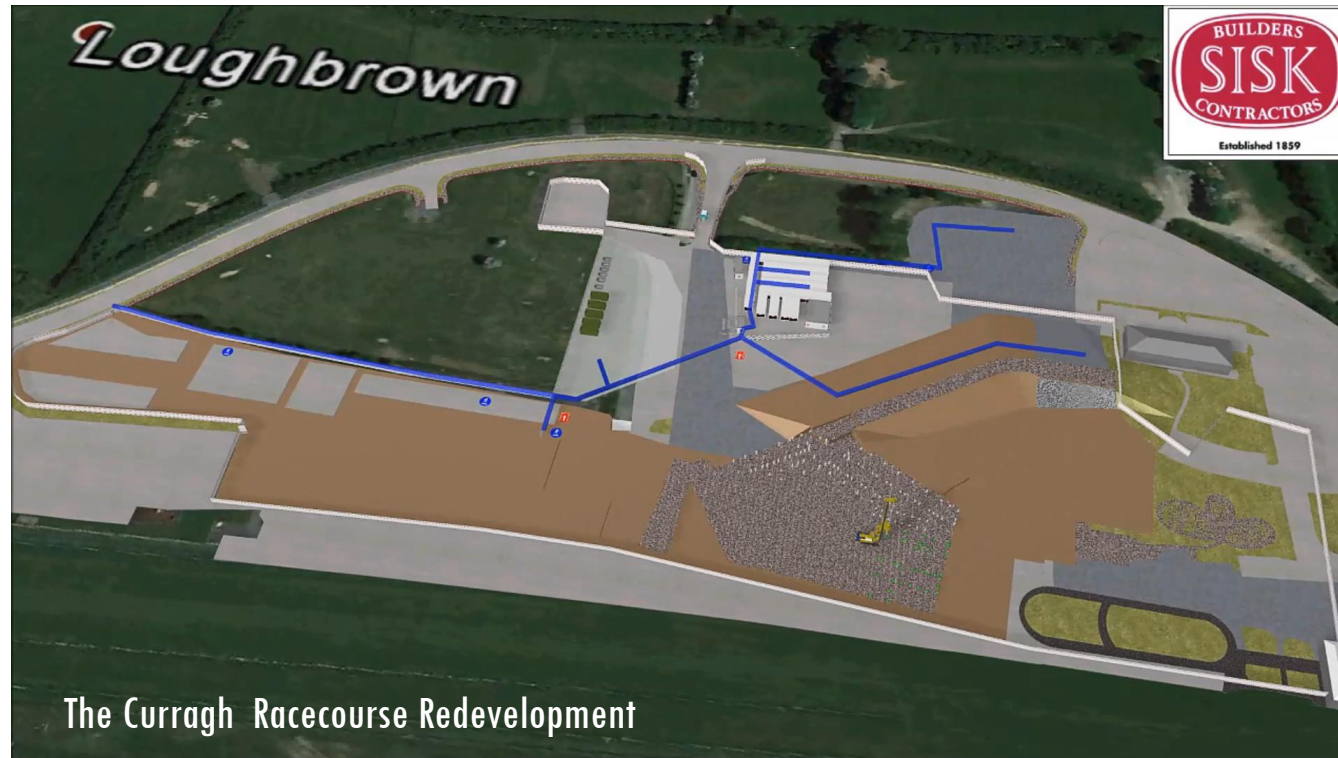 Loughbrown
BUILDERS
SISK
CONTRACTORS
Established 1859
The Curragh Racecourse Redevelopment